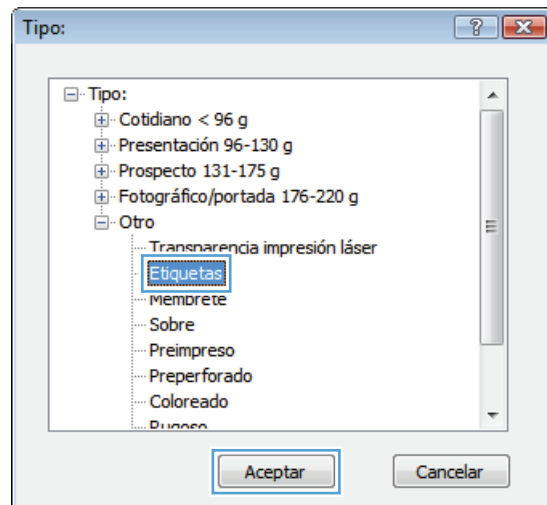 Tipo:
Tipo:
Cotidiano < 96 g
Presentación 96-130 g
Prospecto 131-175 g
Fotográfico/portada 176-220 g
Otro
Transparencia impresión láser
Etiquetas
Membrete
Sobre
Preimpreso
Preperforado
Coloreado
Rugoso
Aceptar Cancelar